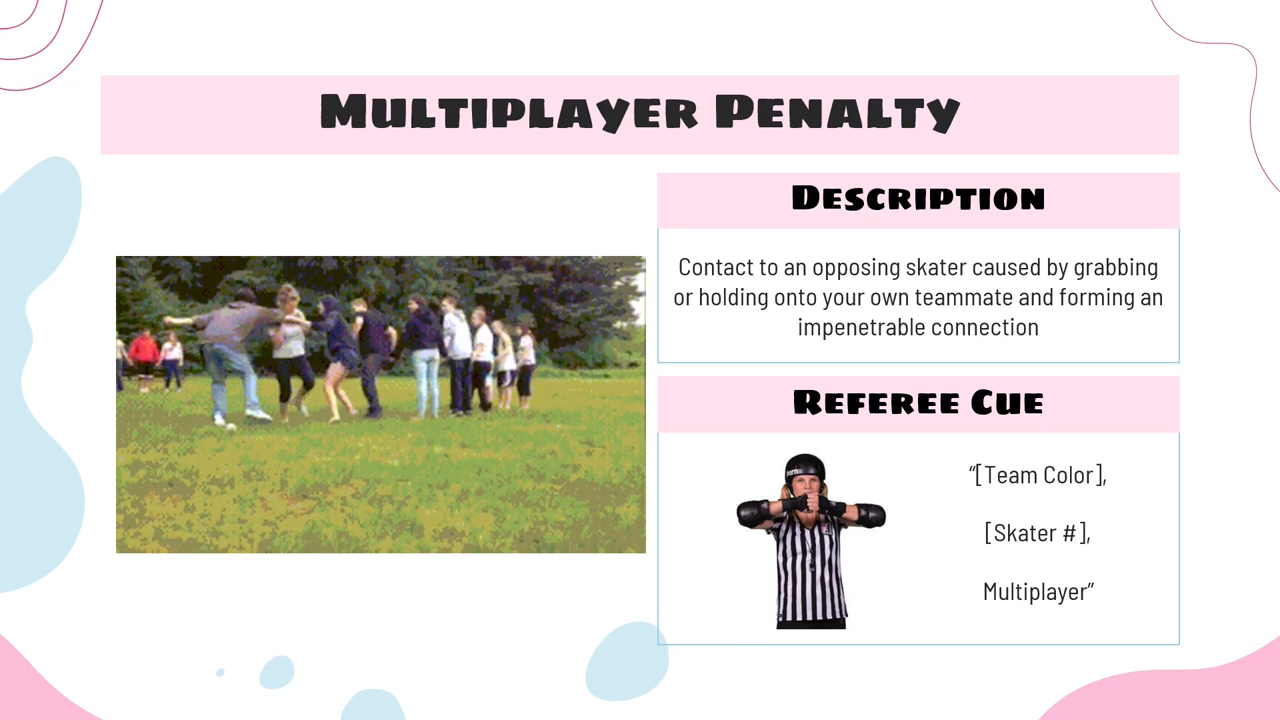 Multiplayer Penalty
Description
Contact to an opposing skater caused by grabbing
or holding onto your own teammate and forming an
impenetrable connection
Referee Cue
“[Team Color],
[Skater #],
Multiplayer”